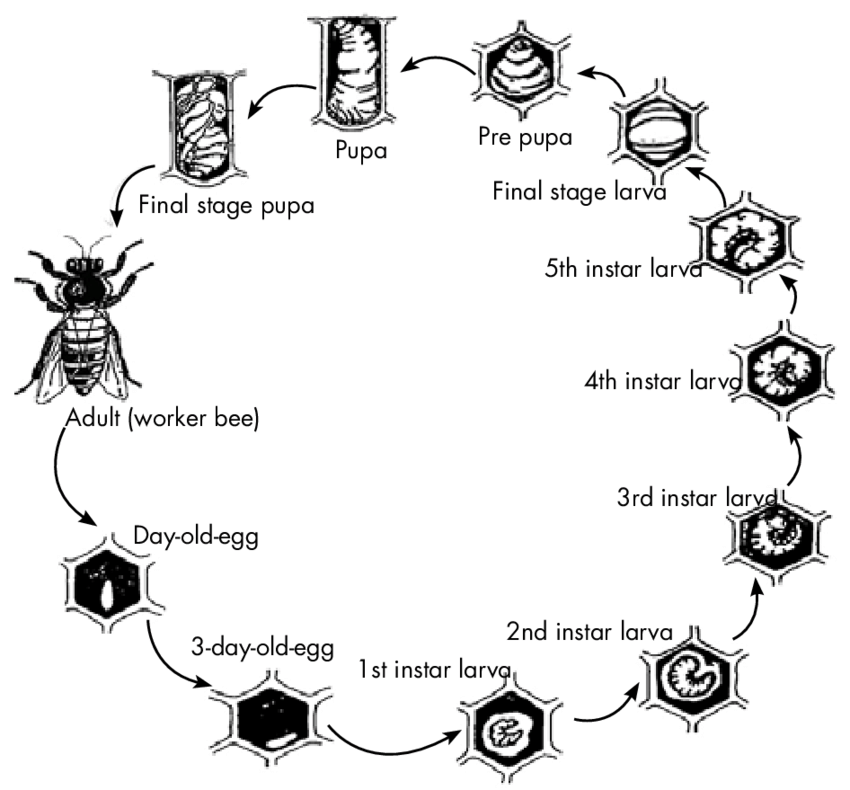 Pupa
Pre pupa
Final stage pupa
Final stage larva
5th instar larva
4th instar larva
Adult (worker bee)
3rd instar larva
Day-old-egg
2nd instar larva
3-day-old-egg
1st instar larva